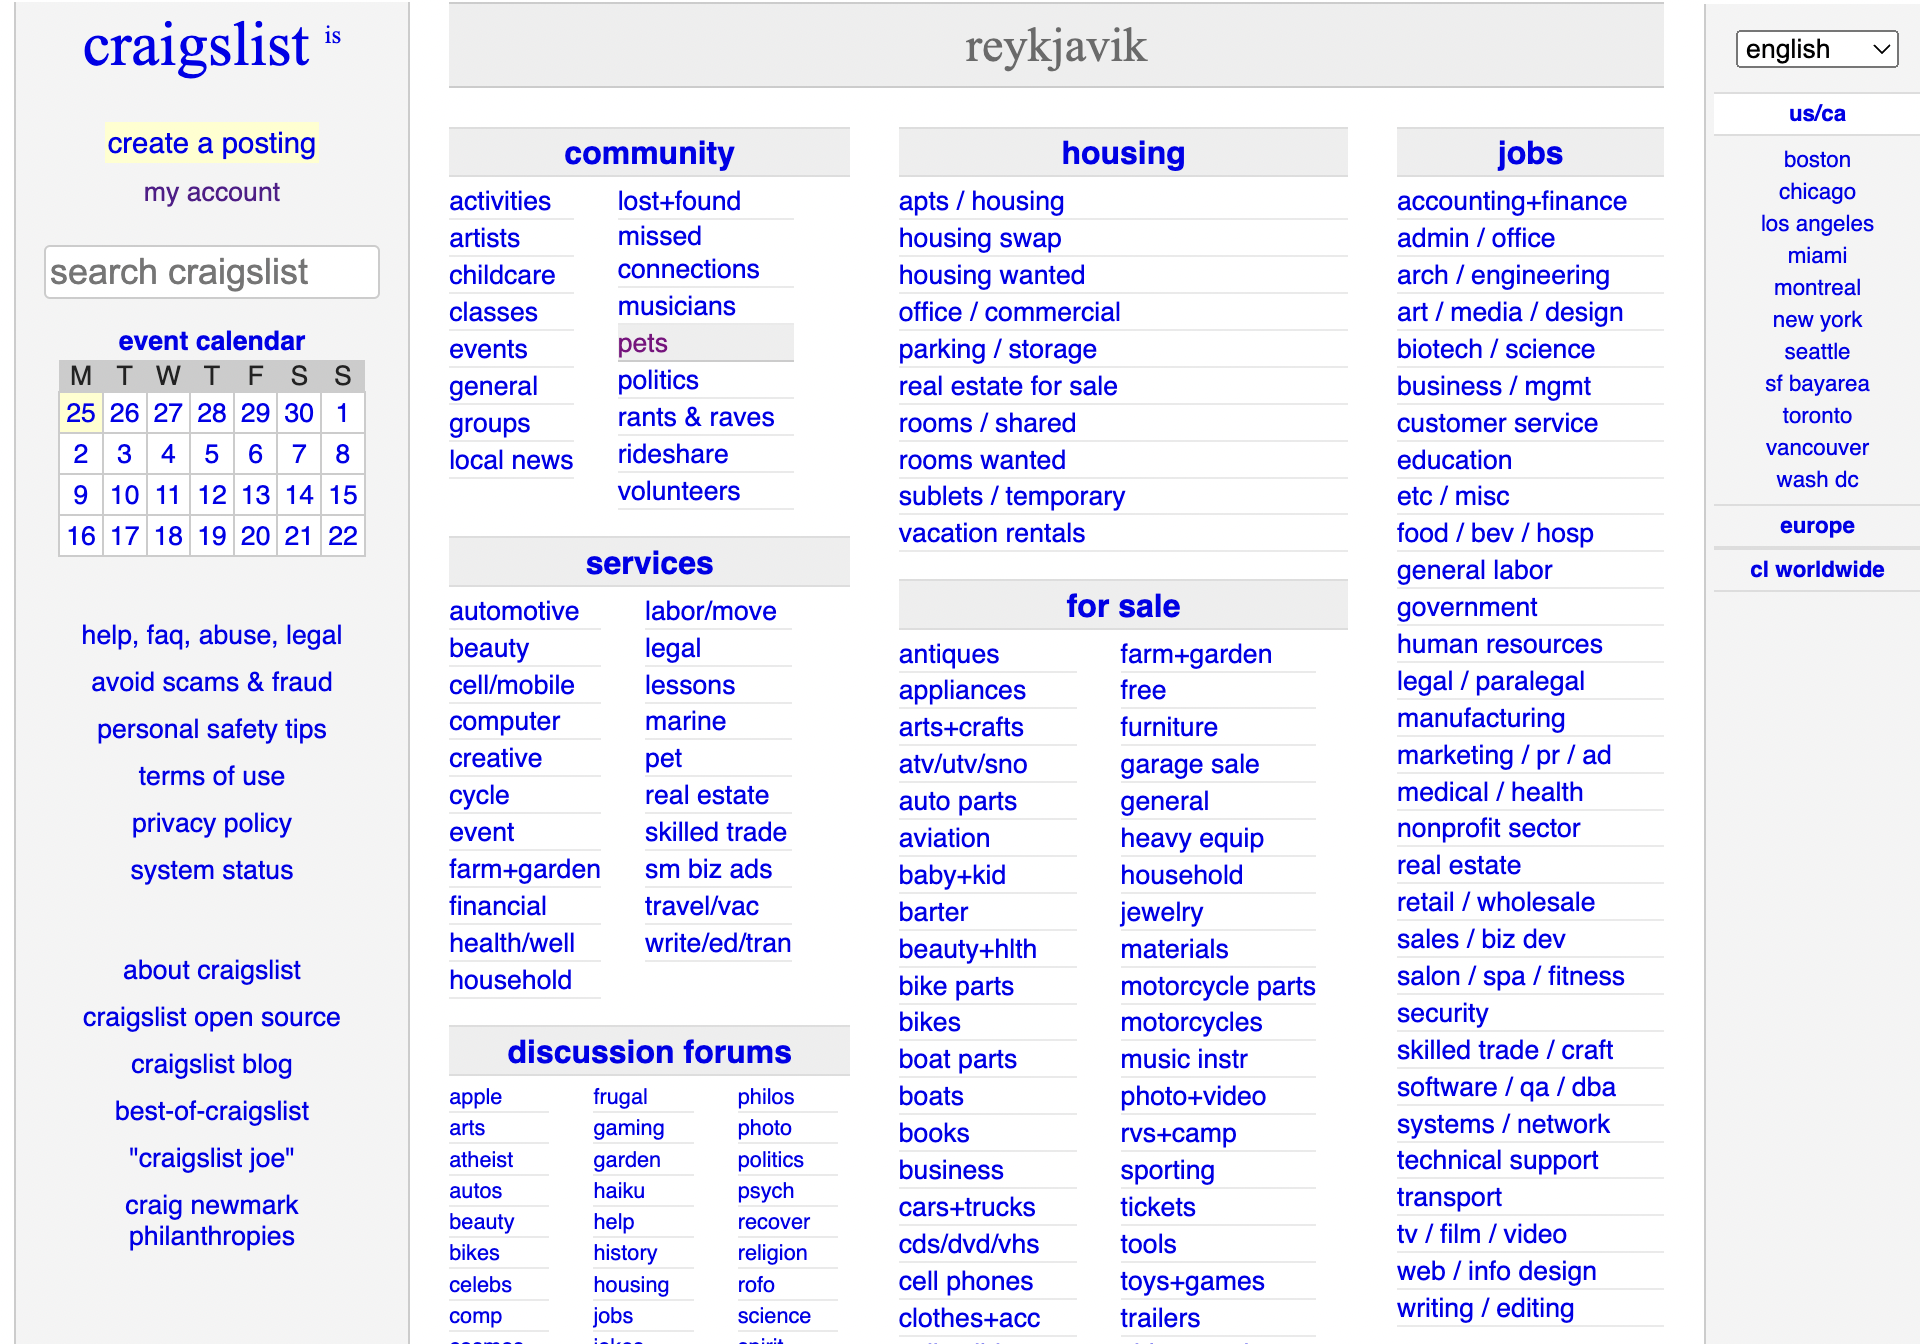 craigslist is
create a posting
my account
search craigslist
event calendar
M T W T F S S
25 26 27 28 29 30 1
2 3 4 5 6 7 8
9 10 11 12 13 14 15
16 17 18 19 20 21 22
help, faq, abuse, legal
avoid scams & fraud
personal safety tips
terms of use
privacy policy
system status
about craigslist
craigslist open source
craigslist blog
best-of-craigslist
"craigslist joe"
craig newmark
philanthropies
reykjavik
community
activities
artists
childcare
classes
events
general
groups
local news
lost+found
missed
connections
musicians
pets
politics
rants & raves
rideshare
volunteers
services
automotive
beauty
cell/mobile
computer
creative
cycle
event
farm+garden
financial
health/well
household
labor/move
legal
lessons
marine
pet
real estate
skilled trade
sm biz ads
travel/vac
write/ed/tran
discussion forums
apple
arts
atheist
autos
beauty
bikes
celebs
comp
frugal
gaming
garden
haiku
help
history
housing
jobs
philos
photo
politics
psych
recover
religion
rofo
science
housing
apts / housing
housing swap
housing wanted
office / commercial
parking / storage
real estate for sale
rooms / shared
rooms wanted
sublets / temporary
vacation rentals
for sale
antiques
appliances
arts+crafts
atv/utv/sno
auto parts
aviation
baby+kid
barter
beauty+hlth
bike parts
bikes
boat parts
boats
books
business
cars+trucks
cds/dvd/vhs
cell phones
clothes+acc
farm+garden
free
furniture
garage sale
general
heavy equip
household
jewelry
materials
motorcycle parts
motorcycles
music instr
photo+video
rvs+camp
sporting
tickets
tools
toys+games
trailers
jobs
accounting+finance
admin / office
arch / engineering
art / media / design
biotech / science
business / mgmt
customer service
education
etc / misc
food / bev / hosp
general labor
government
human resources
legal / paralegal
manufacturing
marketing / pr / ad
medical / health
nonprofit sector
real estate
retail / wholesale
sales / biz dev
salon / spa / fitness
security
skilled trade / craft
software / qa / dba
systems / network
technical support
transport
tv / film / video
web / info design
writing / editing
english
us/ca
boston
chicago
los angeles
miami
montreal
new york
seattle
sf bayarea
toronto
vancouver
wash dc
europe
cl worldwide